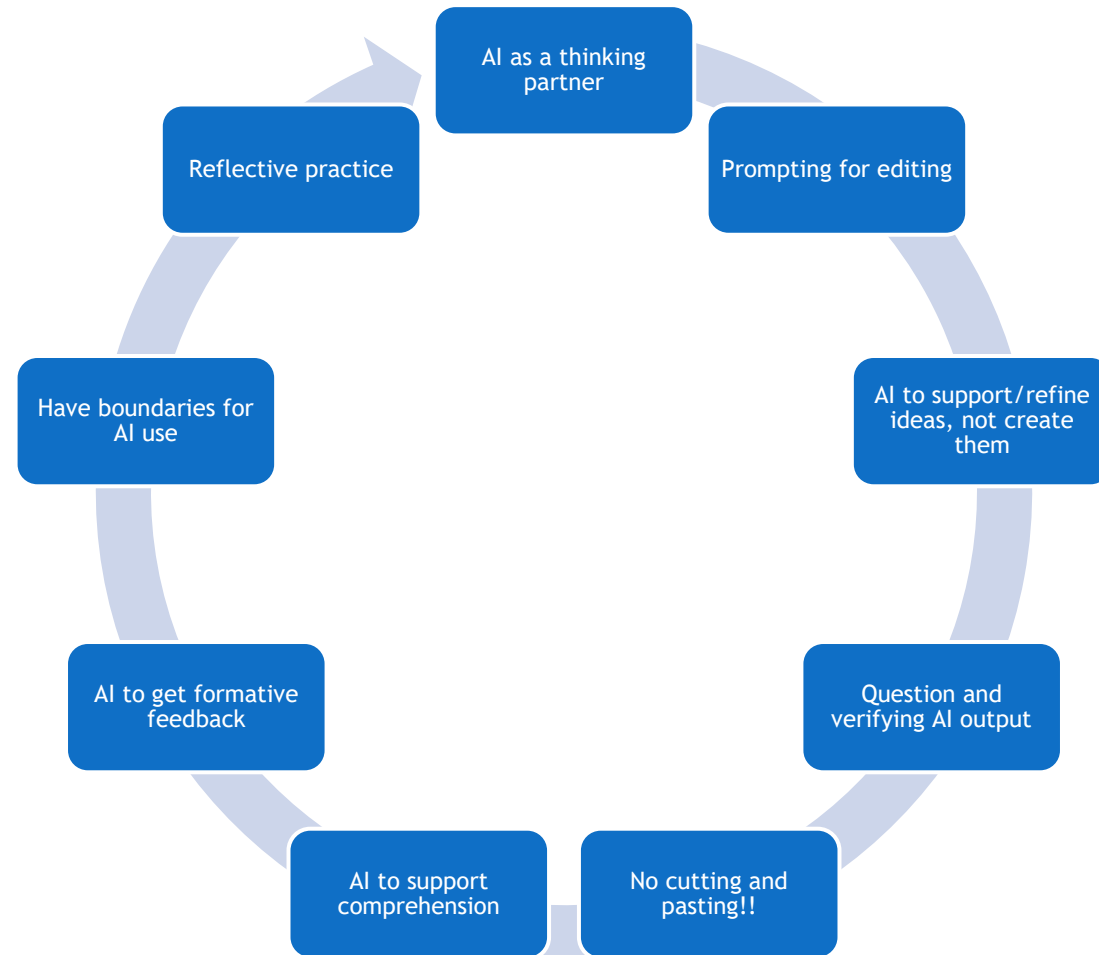 AI as a thinking
partner
Prompting for editing
AI to support/refine
ideas, not create
them
Question and
verifying AI output
No cutting and
pasting!!
AI to support
comprehension
AI to get formative
feedback
Have boundaries for
AI use
Reflective practice